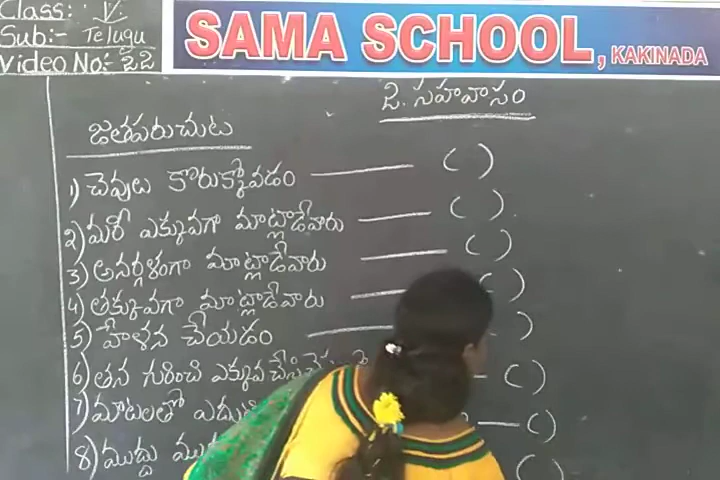 Class: V
Sub:- Telugu
Video No:- 22
SAMA SCHOOL, KAKINADA
2. సహవాసం
జతపరుచుట
1) చెవులు కొరుక్కోవడం ——— ( )
2) మరీ ఎక్కువగా మాట్లాడేవారు —— ( )
3) అనర్గళంగా మాట్లాడేవారు —— ( )
4) తక్కువగా మాట్లాడేవారు — ( )
5) హేళన చేయడం —— )
6) తన గురించి ఎక్కువ — ( )
7) మాటలతో — ( )
8) ముద్దు ( )